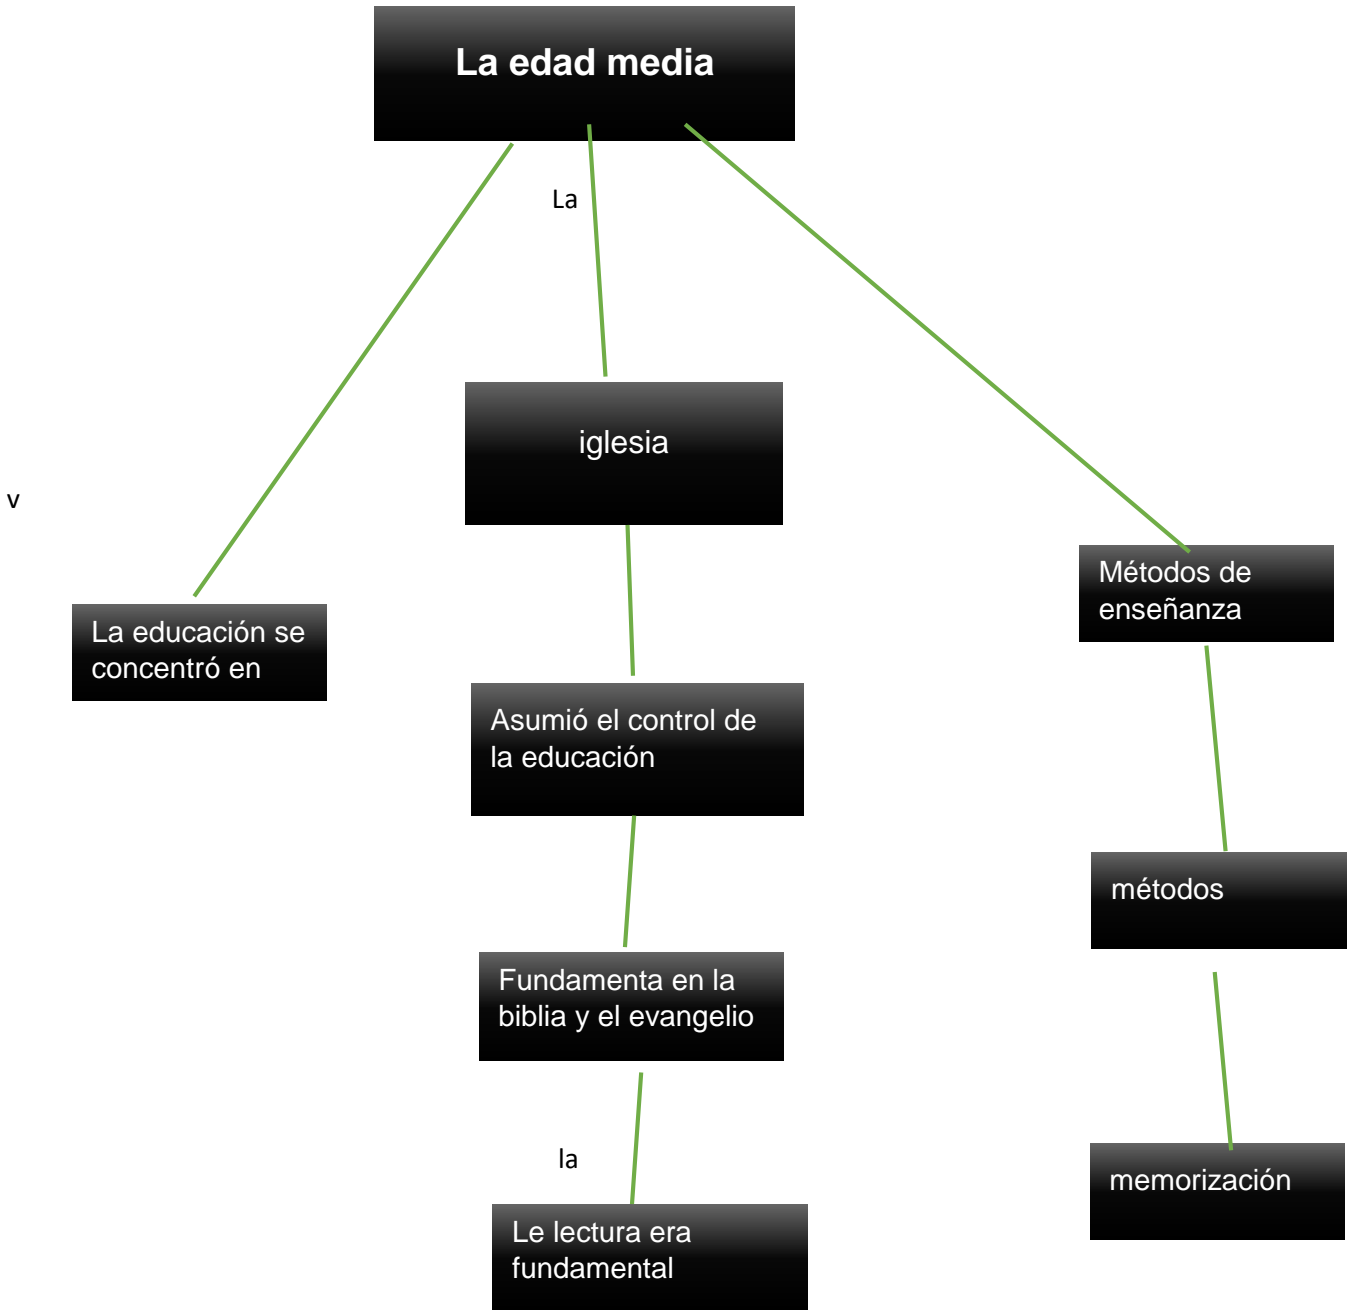 La edad media
La
iglesia
v
Métodos de
enseñanza
La educación se
concentró en
Asumió el control de
la educación
métodos
Fundamenta en la
biblia y el evangelio
la
memorización
Le lectura era
fundamental